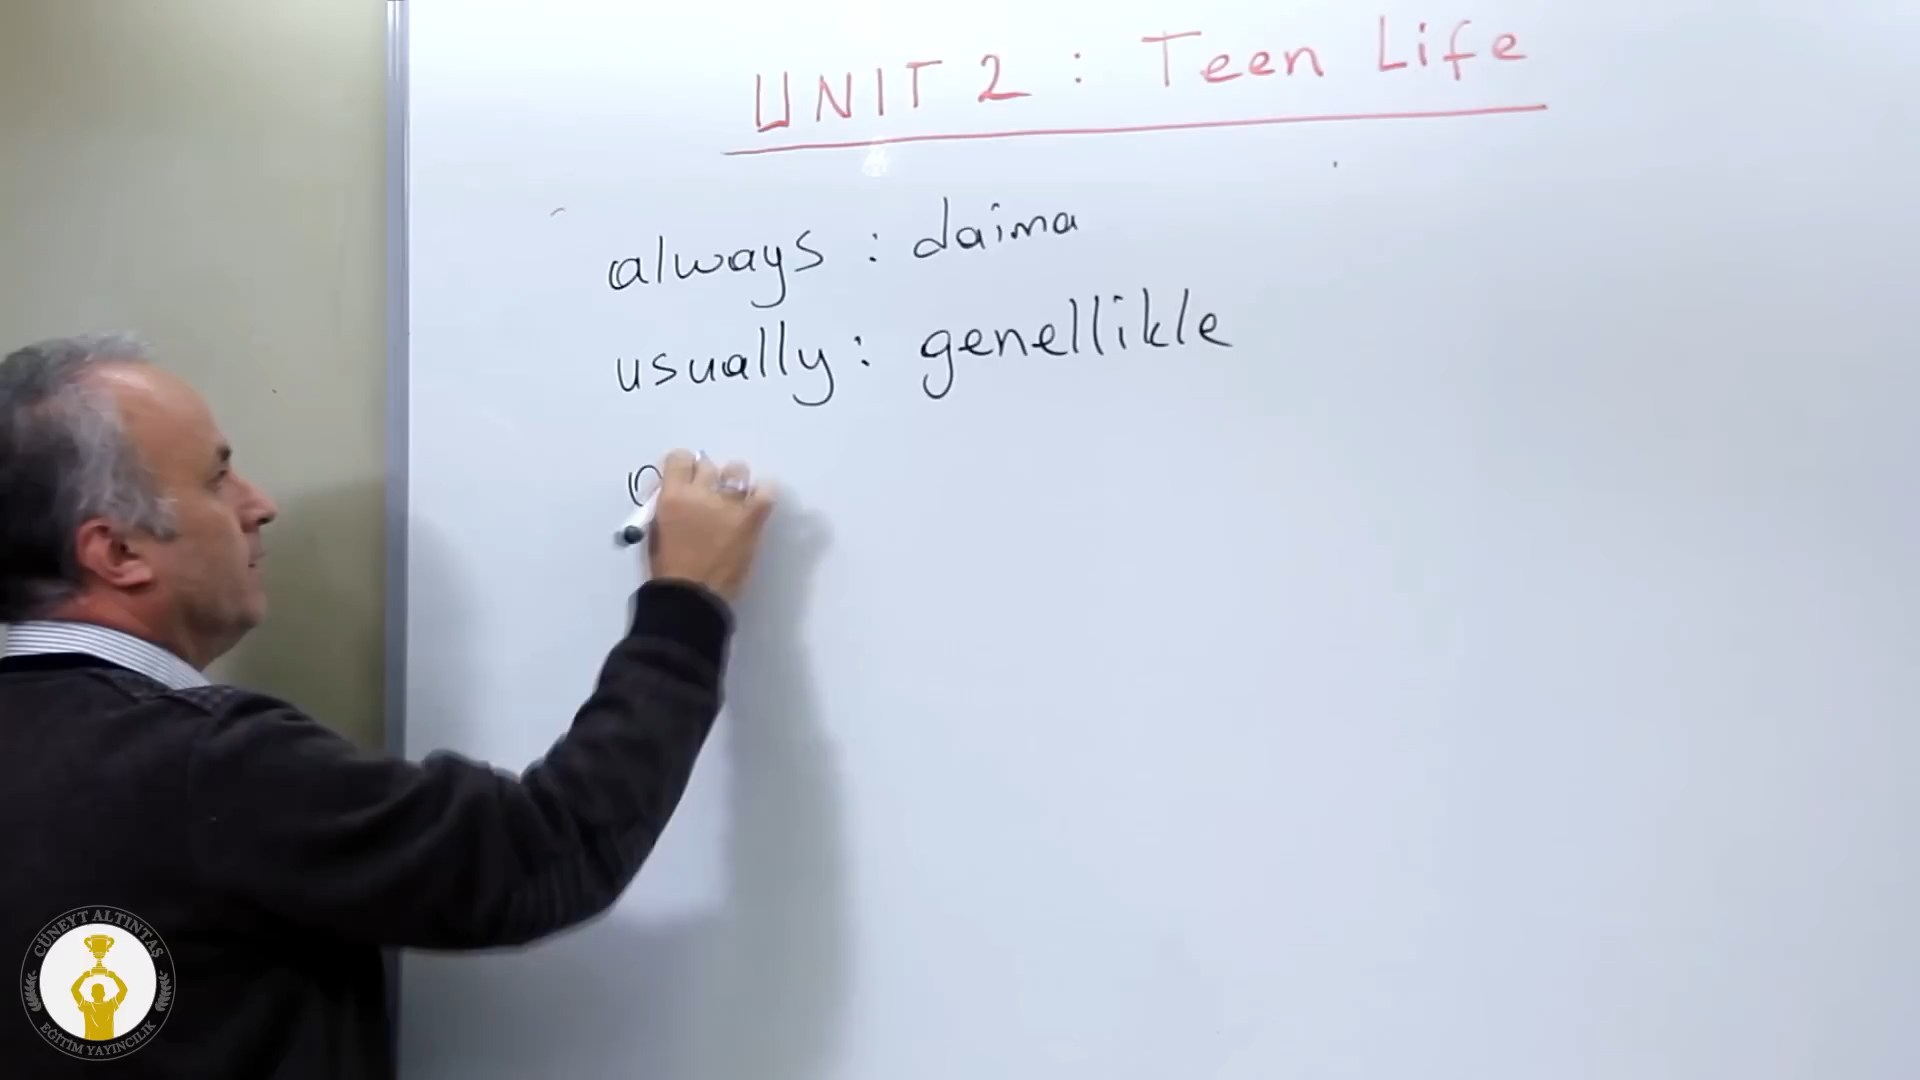 UNIT 2 : Teen Life
always : daima
usually : genellikle
CÜNEYT ALTINTAŞ
EĞİTİM YAYINCILIK